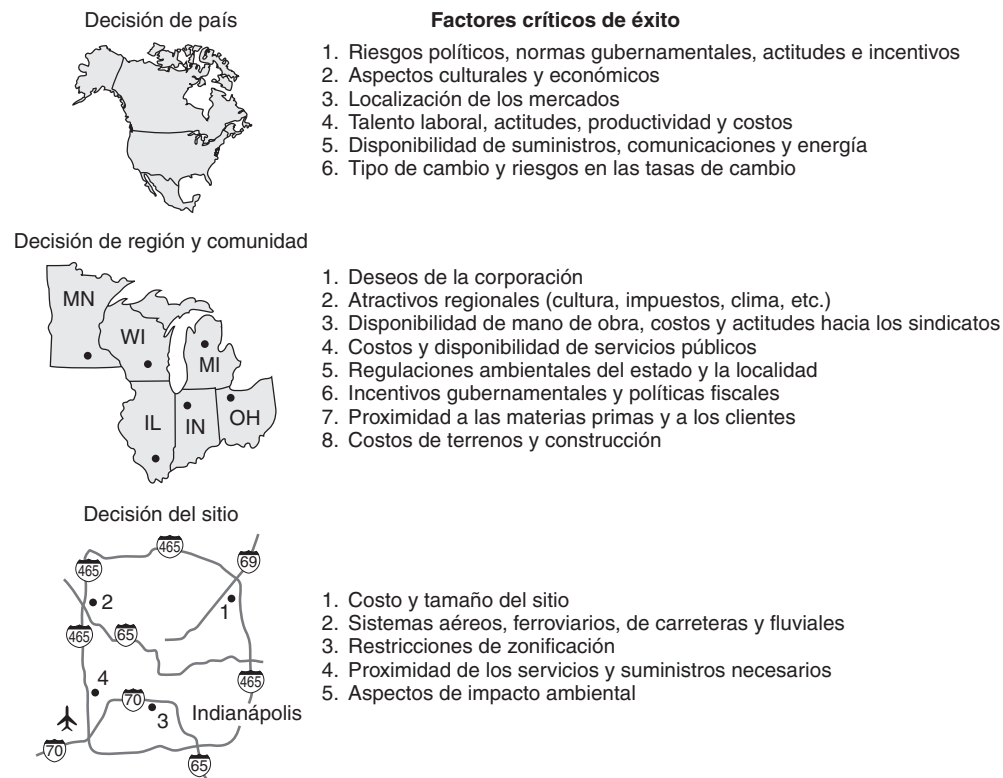 Decisión de país
Factores críticos de éxito
1. Riesgos políticos, normas gubernamentales, actitudes e incentivos
2. Aspectos culturales y económicos
3. Localización de los mercados
4. Talento laboral, actitudes, productividad y costos
5. Disponibilidad de suministros, comunicaciones y energía
6. Tipo de cambio y riesgos en las tasas de cambio
Decisión de región y comunidad
MN
WI
MI
IL
IN
OH
1. Deseos de la corporación
2. Atractivos regionales (cultura, impuestos, clima, etc.)
3. Disponibilidad de mano de obra, costos y actitudes hacia los sindicatos
4. Costos y disponibilidad de servicios públicos
5. Regulaciones ambientales del estado y la localidad
6. Incentivos gubernamentales y políticas fiscales
7. Proximidad a las materias primas y a los clientes
8. Costos de terrenos y construcción
Decisión del sitio
465
69
465
2
1
465
65
465
4
70
3
Indianápolis
70
65
1. Costo y tamaño del sitio
2. Sistemas aéreos, ferroviarios, de carreteras y fluviales
3. Restricciones de zonificación
4. Proximidad de los servicios y suministros necesarios
5. Aspectos de impacto ambiental